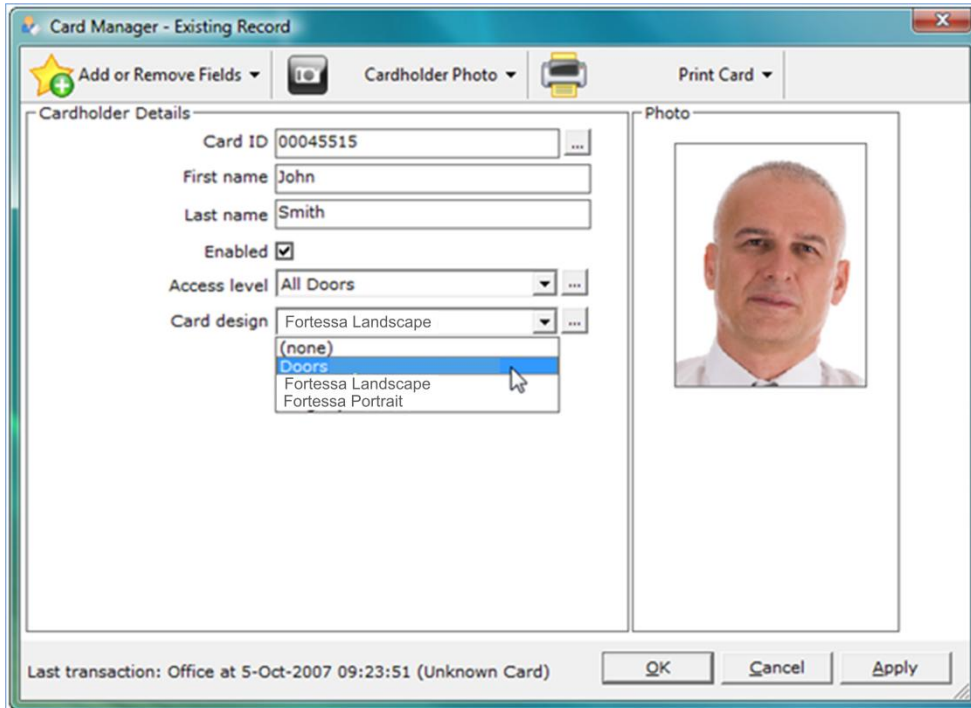 Card Manager - Existing Record
Add or Remove Fields
Cardholder Photo
Print Card
Cardholder Details
Photo
Card ID 00045515 ...
First name John
Last name Smith
Enabled
Access level All Doors ...
Card design Fortessa Landscape ...
(none)
Doors
Fortessa Landscape
Fortessa Portrait
Last transaction: Office at 5-Oct-2007 09:23:51 (Unknown Card)
OK
Cancel
Apply